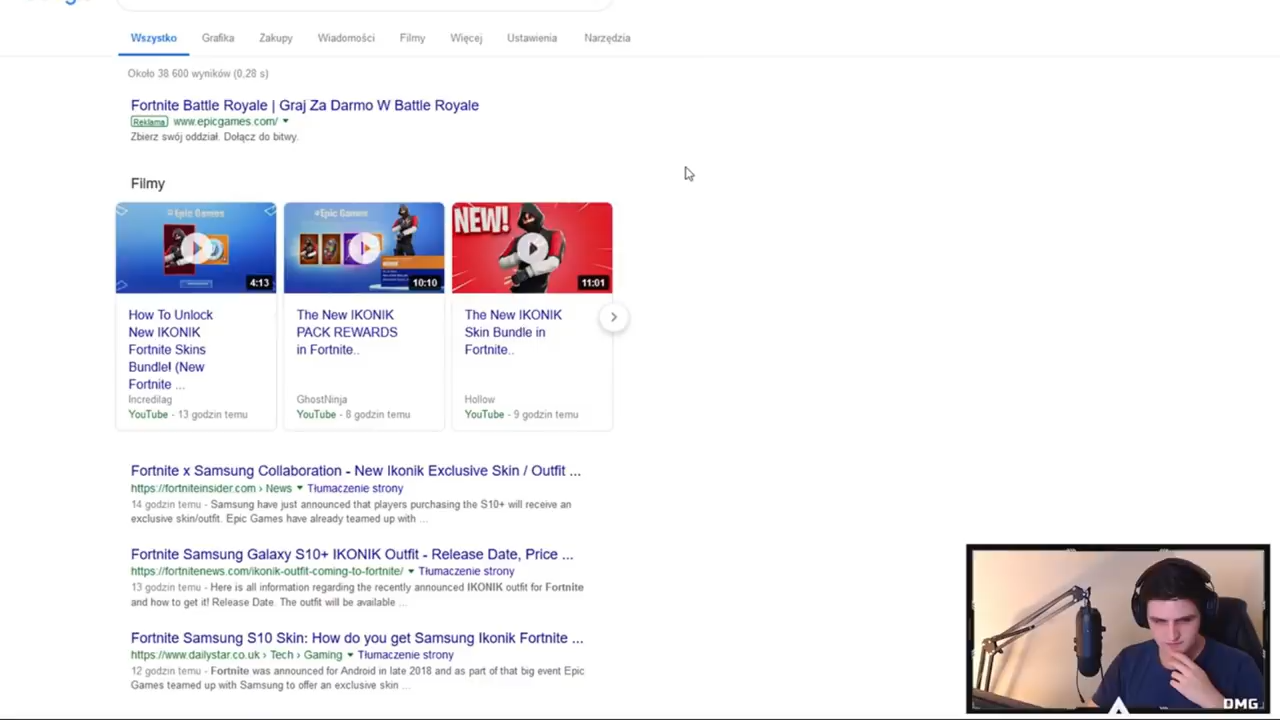 Wszystko Grafika Zakupy Wiadomości Filmy Więcej Ustawienia Narzędzia
Około 38 600 wyników (0,28 s)
Fortnite Battle Royale | Graj Za Darmo W Battle Royale
Reklama www.epicgames.com/
Zbierz swój oddział. Dołącz do bitwy.
Filmy
Epic Games
4:13
How To Unlock
New IKONIK
Fortnite Skins
Bundle! (New
Fortnite ...
Incredilag
YouTube - 13 godzin temu
Epic Games
10:10
The New IKONIK
PACK REWARDS
in Fortnite..
GhostNinja
YouTube - 8 godzin temu
NEW!
11:01
The New IKONIK
Skin Bundle in
Fortnite..
Hollow
YouTube - 9 godzin temu
Fortnite x Samsung Collaboration - New Ikonik Exclusive Skin / Outfit ...
https://fortniteinsider.com › News Tłumaczenie strony
14 godzin temu - Samsung have just announced that players purchasing the S10+ will receive an
exclusive skin/outfit. Epic Games have already teamed up with ...
Fortnite Samsung Galaxy S10+ IKONIK Outfit - Release Date, Price ...
https://fortnitenews.com/ikonik-outfit-coming-to-fortnite/ Tłumaczenie strony
13 godzin temu - Here is all information regarding the recently announced IKONIK outfit for Fortnite
and how to get it! Release Date. The outfit will be available ...
Fortnite Samsung S10 Skin: How do you get Samsung Ikonik Fortnite ...
https://www.dailystar.co.uk › Tech › Gaming Tłumaczenie strony
12 godzin temu - Fortnite was announced for Android in late 2018 and as part of that big event Epic
Games teamed up with Samsung to offer an exclusive skin ...
DMG